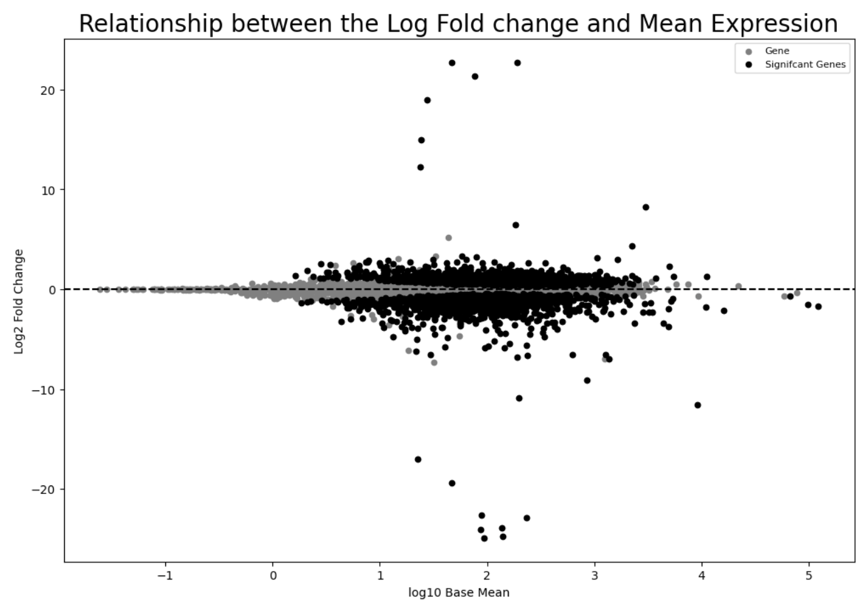 Relationship between the Log Fold change and Mean Expression
Gene
Signifcant Genes
20
10
0
−10
−20
Log2 Fold Change
−1
0
1
2
3
4
5
log10 Base Mean